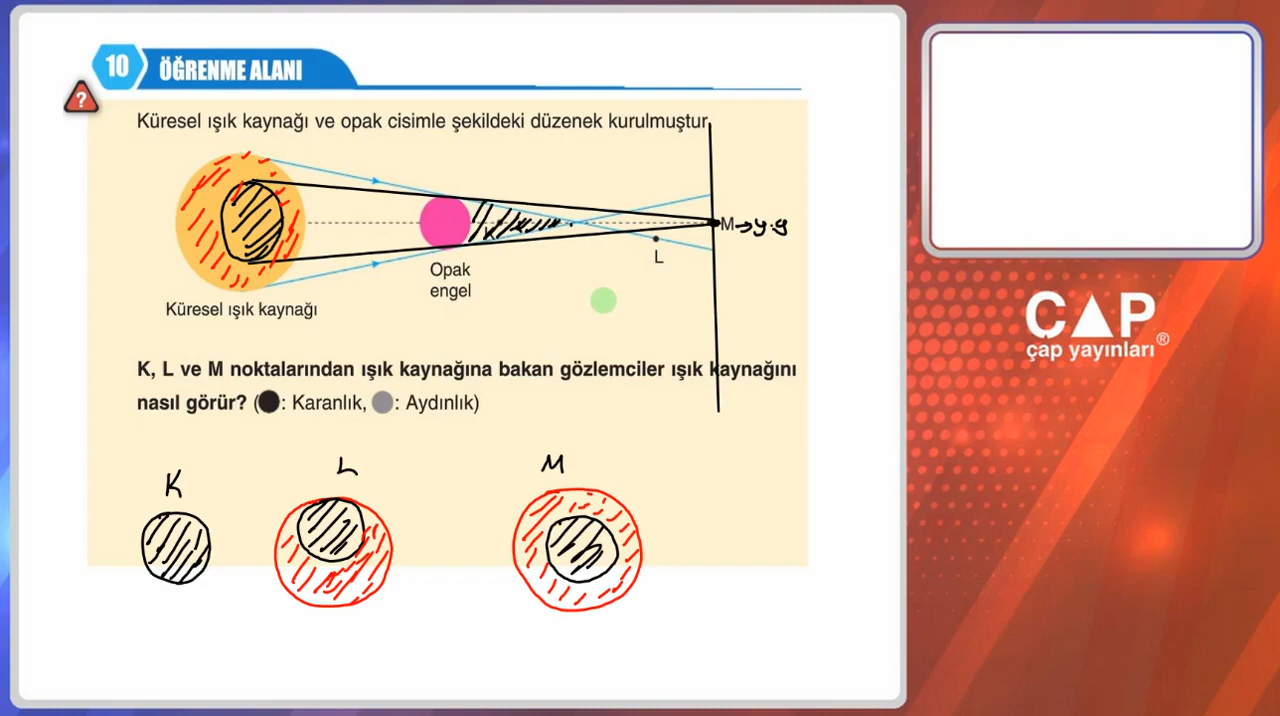 10 ÖĞRENME ALANI
?
Küresel ışık kaynağı ve opak cisimle şekildeki düzenek kurulmuştur.
K
M → y.g
L
Opak
engel
Küresel ışık kaynağı
K, L ve M noktalarından ışık kaynağına bakan gözlemciler ışık kaynağını
nasıl görür? ( : Karanlık, : Aydınlık)
K
L
M
ÇAP®
çap yayınları